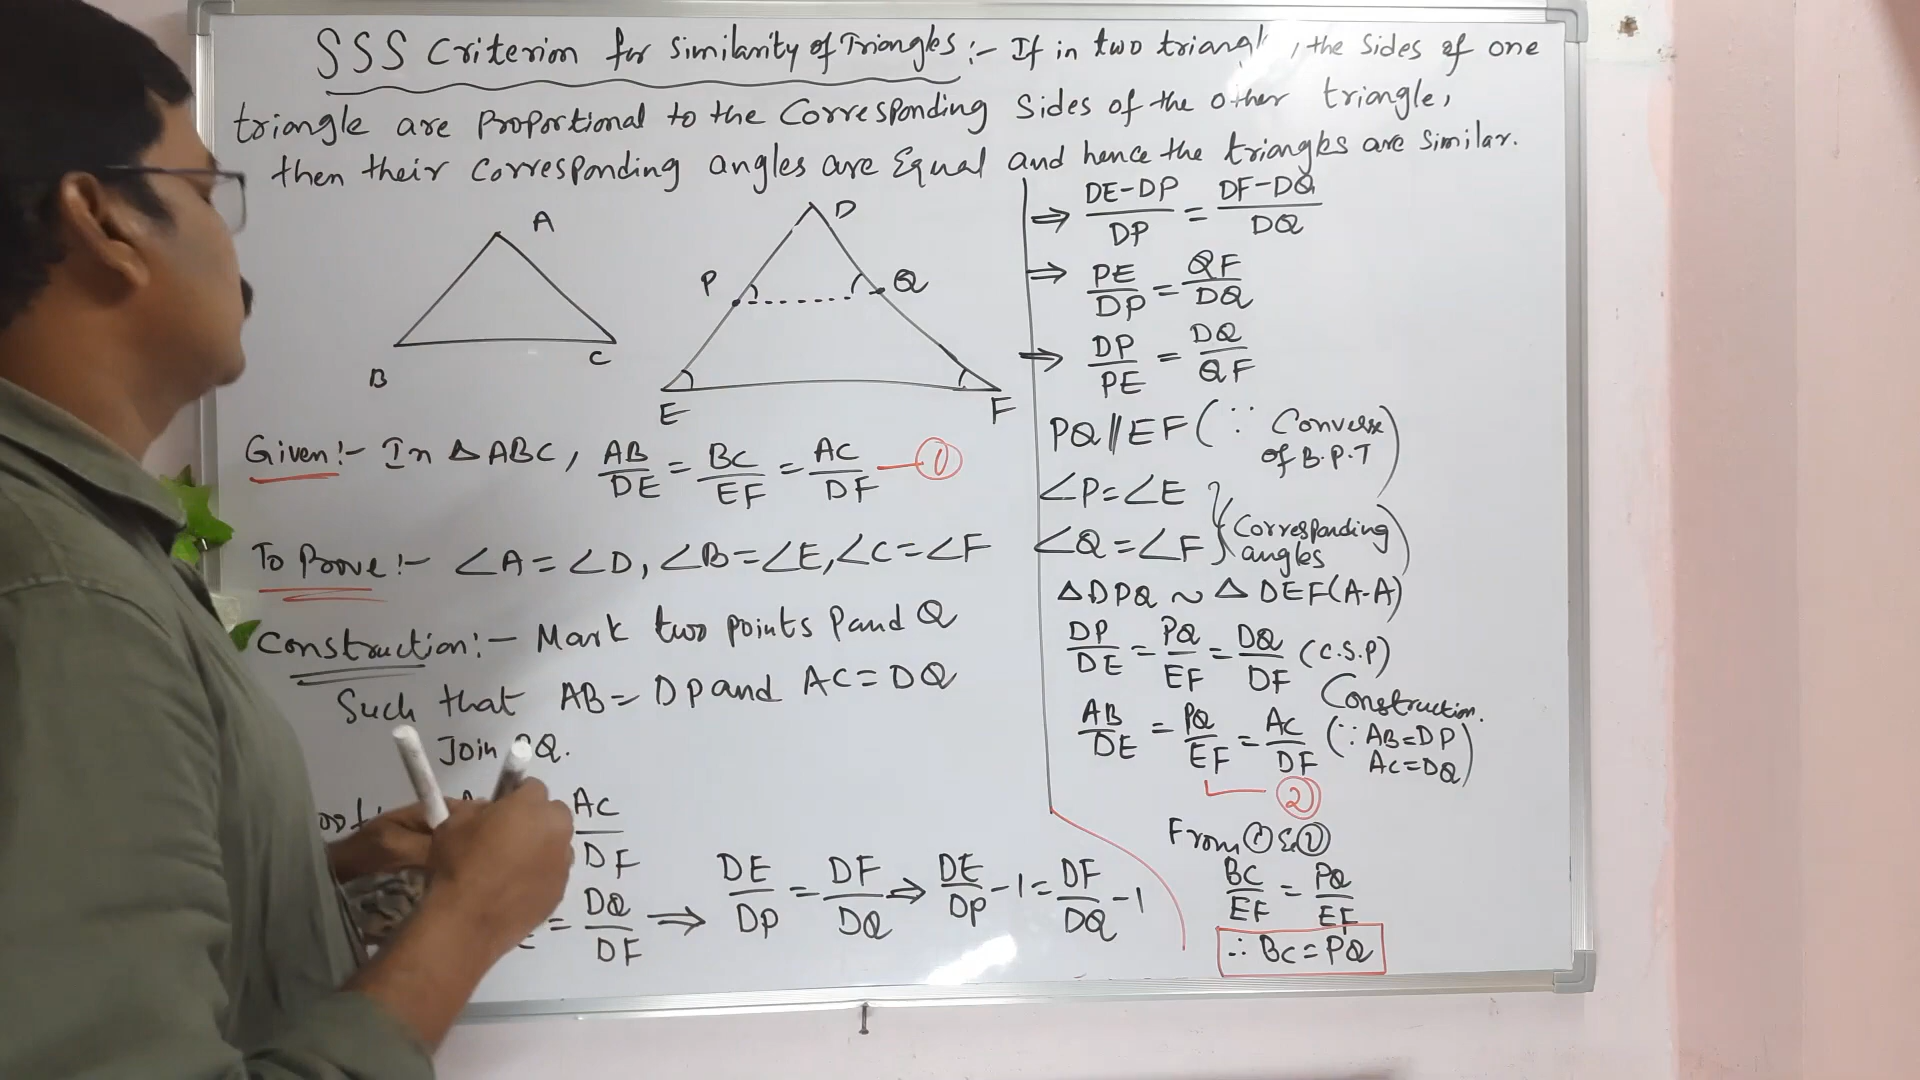 SSS Criterion for Similarity of Triangles :- If in two triangl , the Sides of one
triangle are Proportional to the Corresponding Sides of the other triangle,
then their Corresponding angles are Equal and hence the triangles are similar.
A
B
C
D
P
Q
E
F
Given :- In △ABC, AB/DE = BC/EF = AC/DF — ①
To Prove :- ∠A = ∠D, ∠B = ∠E, ∠C = ∠F
Construction :- Mark two points P and Q
Such that AB = DP and AC = DQ
Join PQ.
AC/DF
= DQ/DF ⇒ DE/DP = DF/DQ ⇒ DE/DP - 1 = DF/DQ - 1
⇒ DE-DP/DP = DF-DQ/DQ
⇒ PE/DP = QF/DQ
⇒ DP/PE = DQ/QF
PQ ∥ EF (∵ Converse of B.P.T)
∠P = ∠E
∠Q = ∠F } (Corresponding angles)
△DPQ ~ △DEF (A-A)
DP/DE = PQ/EF = DQ/DF (C.S.P)
Construction.
AB/DE = PQ/EF = AC/DF (∵ AB=DP AC=DQ)
②
From ① & ②
BC/EF = PQ/EF
∴ BC = PQ